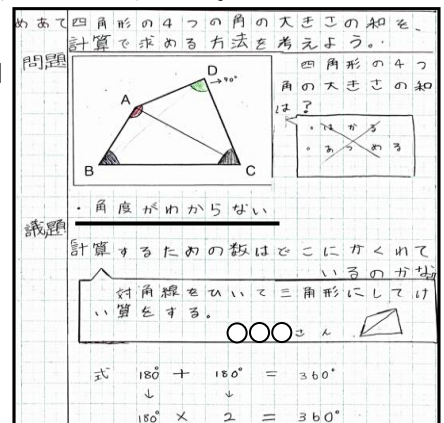 めあて 四角形の4つの角の大きさの和を、
計算で求める方法を考えよう。
問題
四角形の4つ
角の大きさの和
は?
A
B
C
D
→90°
・はかる
・あつめる
・角度がわからない
議題
計算するための数はどこにかくれて
いるのかな
対角線をひいて三角形にしてけ
い算をする。
○○○さん
式 180° + 180° = 360°
↓ ↓
180° × 2 = 360°